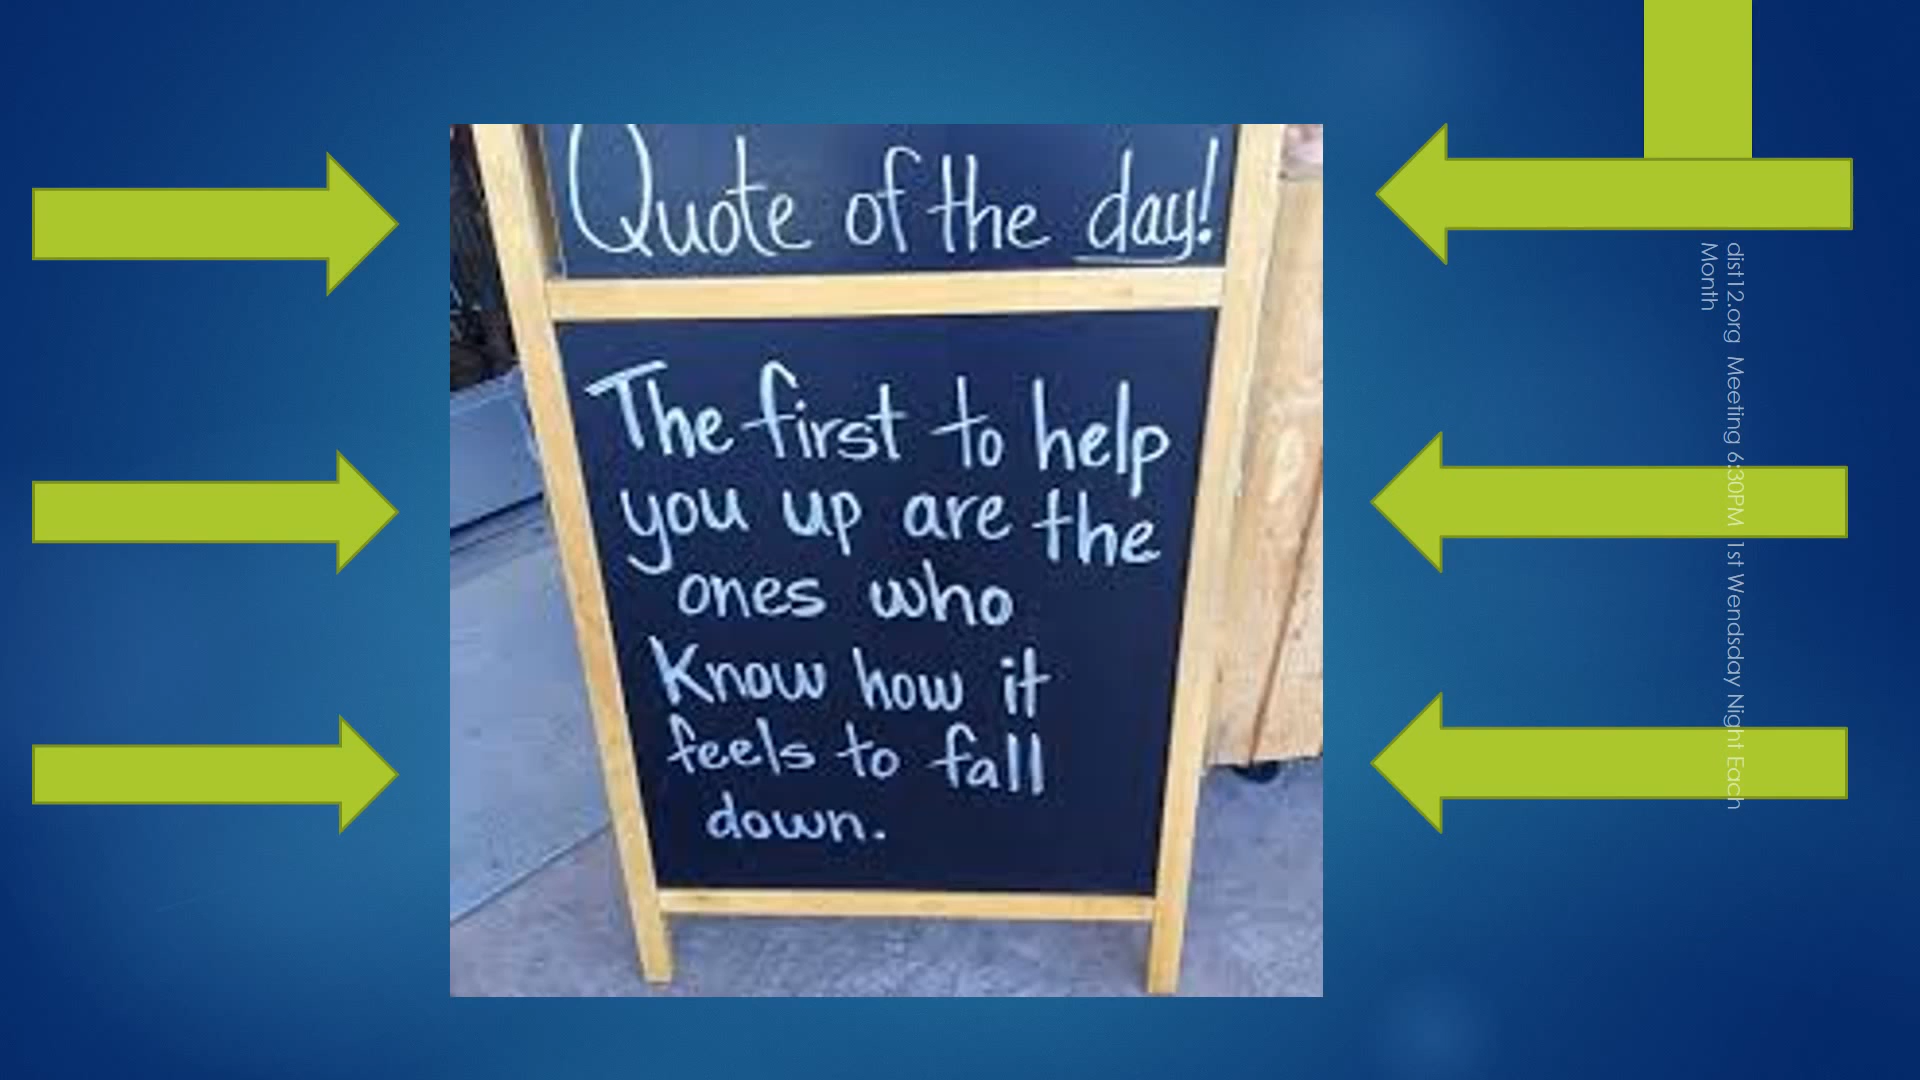 Quote of the day!
The first to help
you up are the
ones who
Know how it
feels to fall
down.
dist12.org Meeting 6:30PM 1st Wendsday Night Each
Month